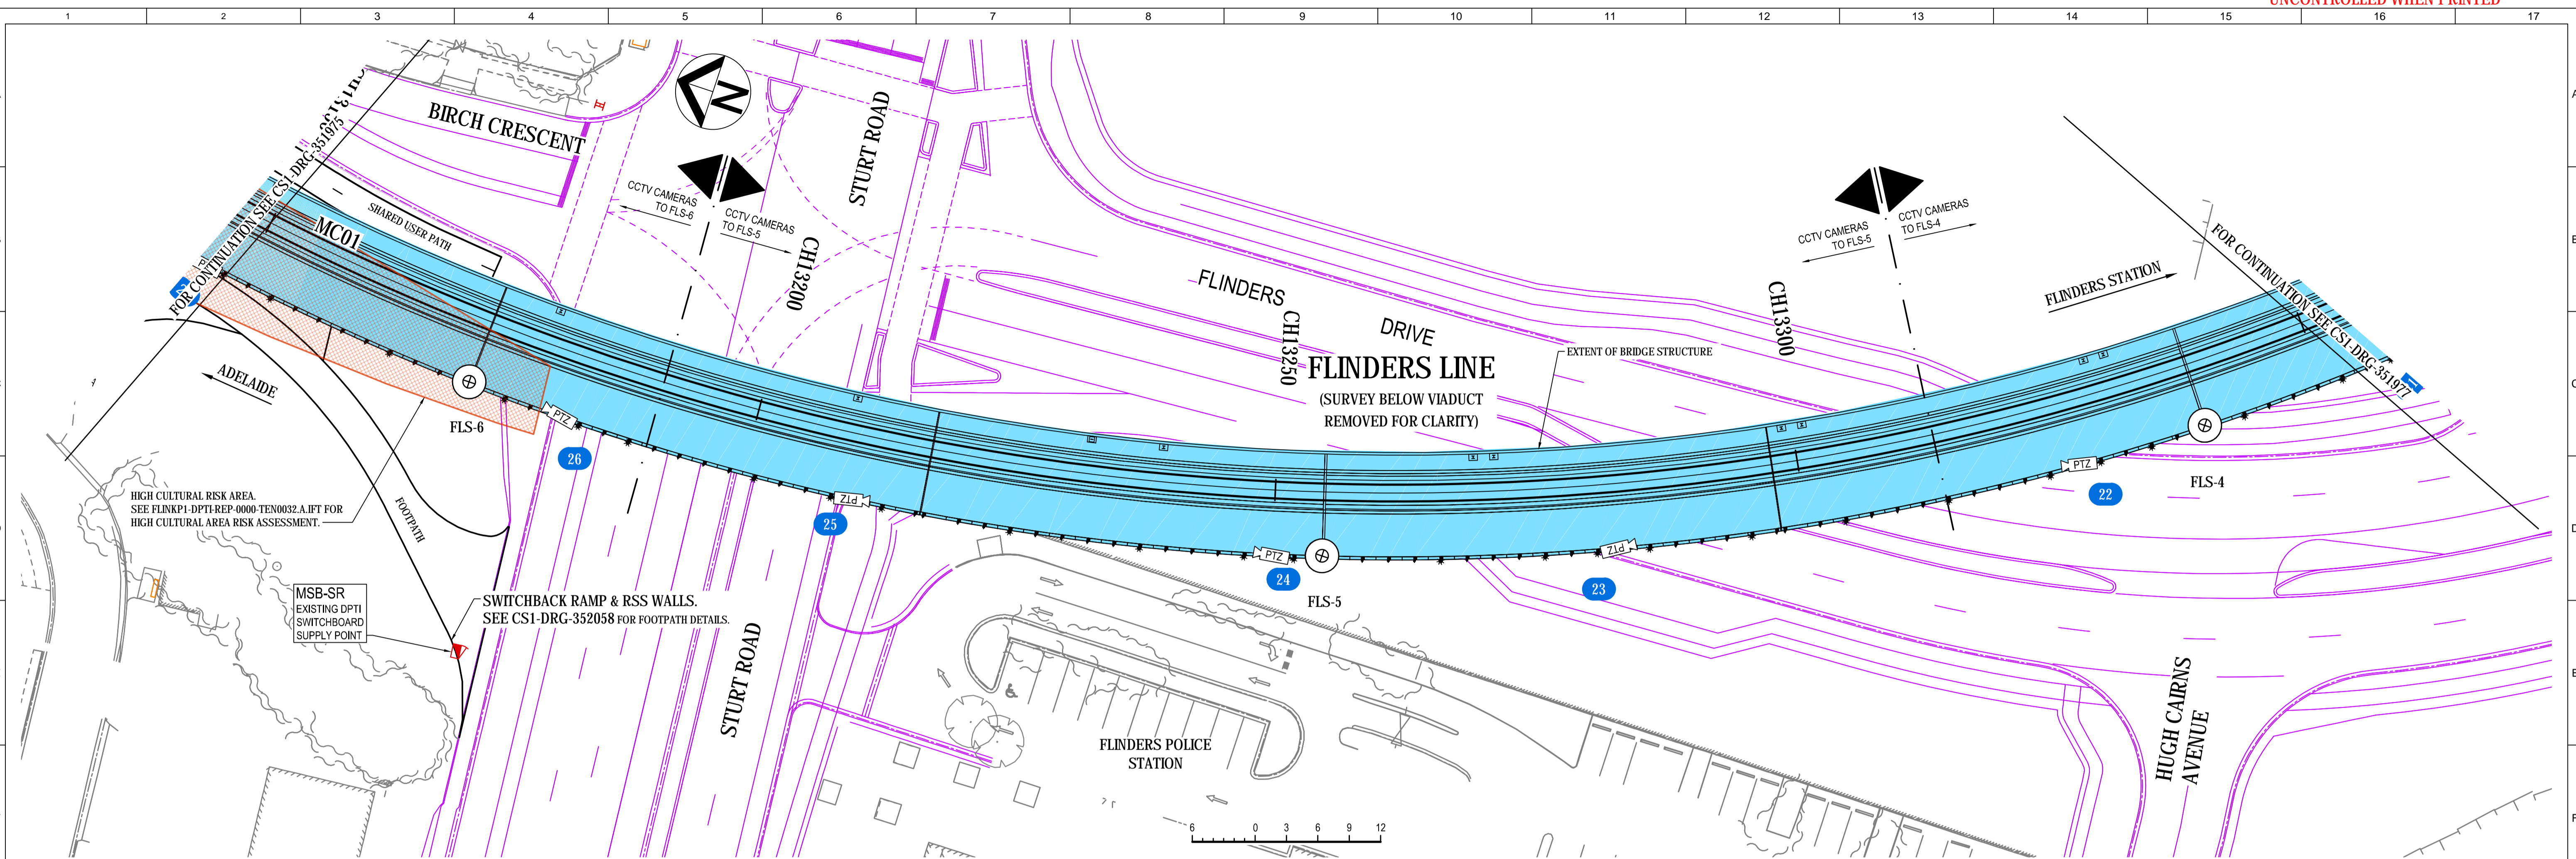 UNCONTROLLED WHEN PRINTED
1 2 3 4 5 6 7 8 9 10 11 12 13 14 15 16 17
A
B
C
D
E
F
BIRCH CRESCENT
N
STURT ROAD
FOR CONTINUATION SEE CS1-DRG-351975
MC01
SHARED USER PATH
CCTV CAMERAS
TO FLS-6
CCTV CAMERAS
TO FLS-5
CH13200
FLINDERS
DRIVE
CH13250
FLINDERS LINE
(SURVEY BELOW VIADUCT
REMOVED FOR CLARITY)
EXTENT OF BRIDGE STRUCTURE
CH13300
CCTV CAMERAS
TO FLS-5
CCTV CAMERAS
TO FLS-4
FLINDERS STATION
FOR CONTINUATION SEE CS1-DRG-351977
ADELAIDE
FLS-6
PTZ
26
PTZ
25
PTZ
24
FLS-5
PTZ
23
PTZ
22
FLS-4
HIGH CULTURAL RISK AREA.
SEE FLINKP1-DPTI-REP-0000-TEN0032.A.IFT FOR
HIGH CULTURAL AREA RISK ASSESSMENT.
FOOTPATH
MSB-SR
EXISTING DPTI
SWITCHBOARD
SUPPLY POINT
SWITCHBACK RAMP & RSS WALLS.
SEE CS1-DRG-352058 FOR FOOTPATH DETAILS.
STURT ROAD
FLINDERS POLICE
STATION
HUGH CAIRNS
AVENUE
6 0 3 6 9 12